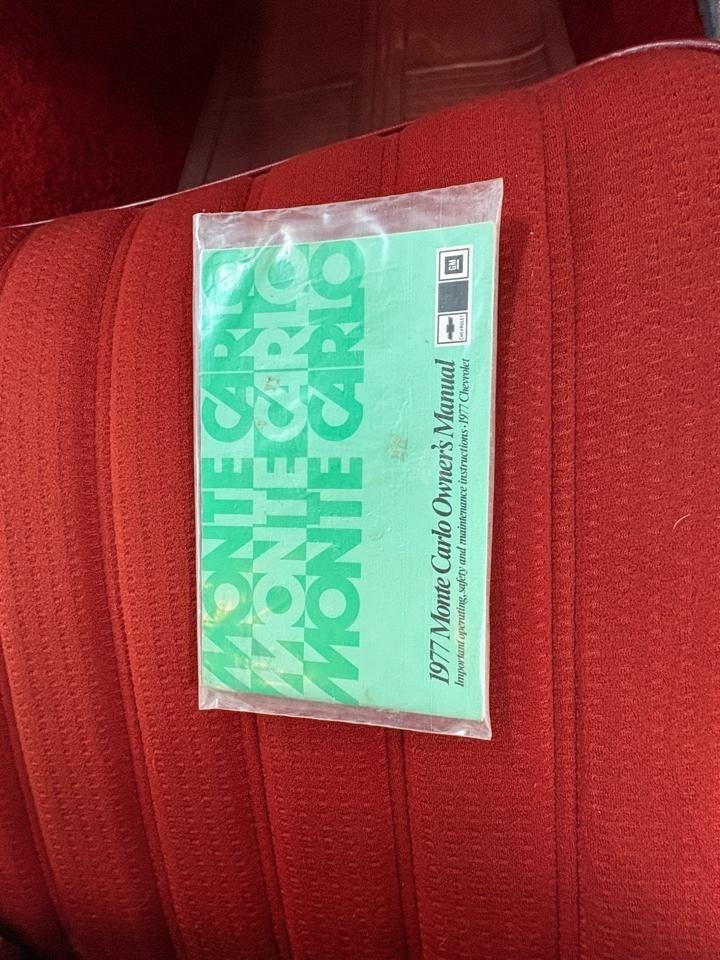 MONTE CARLO
MONTE CARLO
MONTE CARLO
GM
CHEVROLET
1977 Monte Carlo Owner's Manual
Important operating, safety and maintenance instructions · 1977 Chevrolet